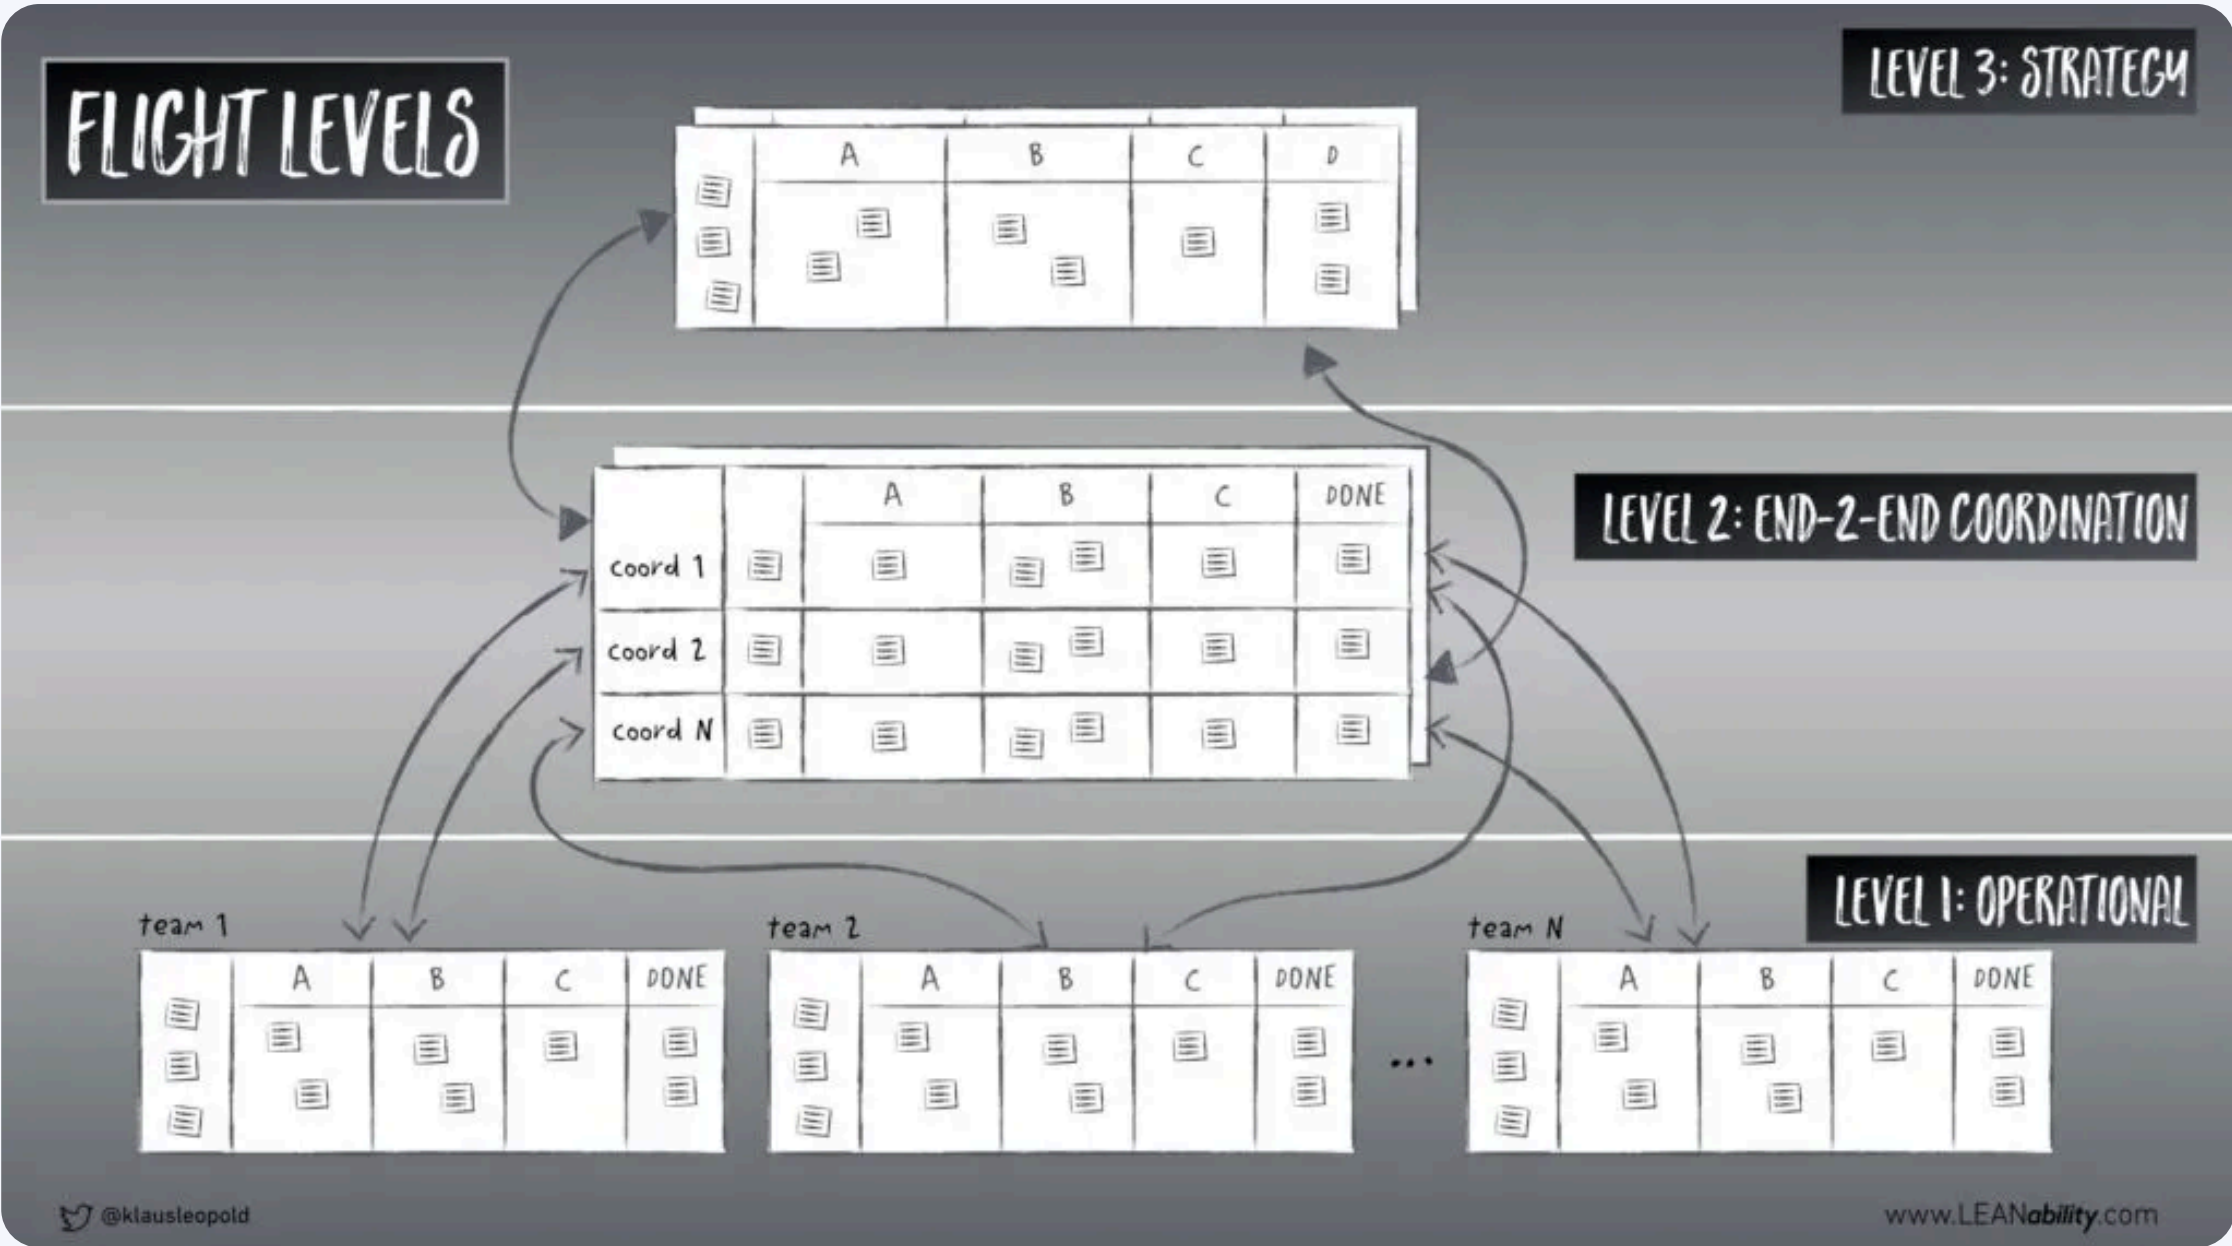 FLIGHT LEVELS
LEVEL 3: STRATEGY
A B C D
LEVEL 2: END-2-END COORDINATION
A B C DONE
coord 1
coord 2
coord N
LEVEL 1: OPERATIONAL
team 1
A B C DONE
team 2
A B C DONE
...
team N
A B C DONE
@klausleopold
www.LEANability.com